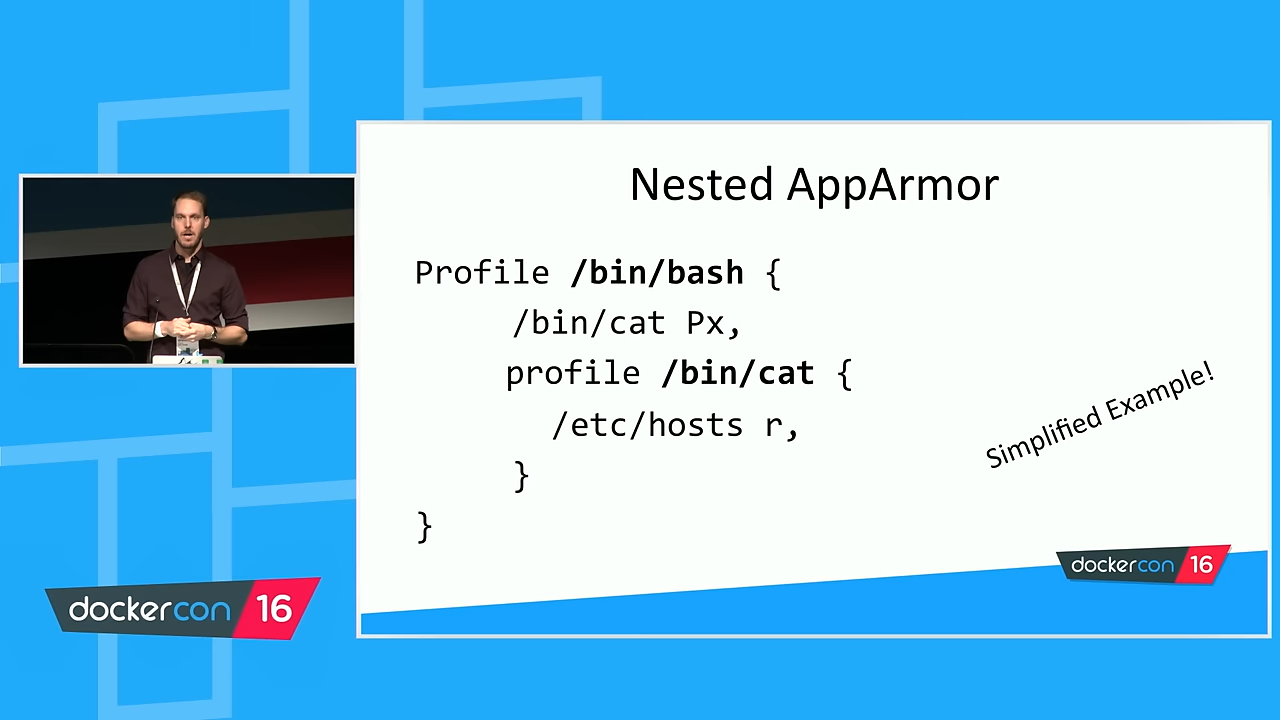 Nested AppArmor
Profile /bin/bash {
/bin/cat Px,
profile /bin/cat {
/etc/hosts r,
}
}
Simplified Example!
dockercon 16
dockercon 16